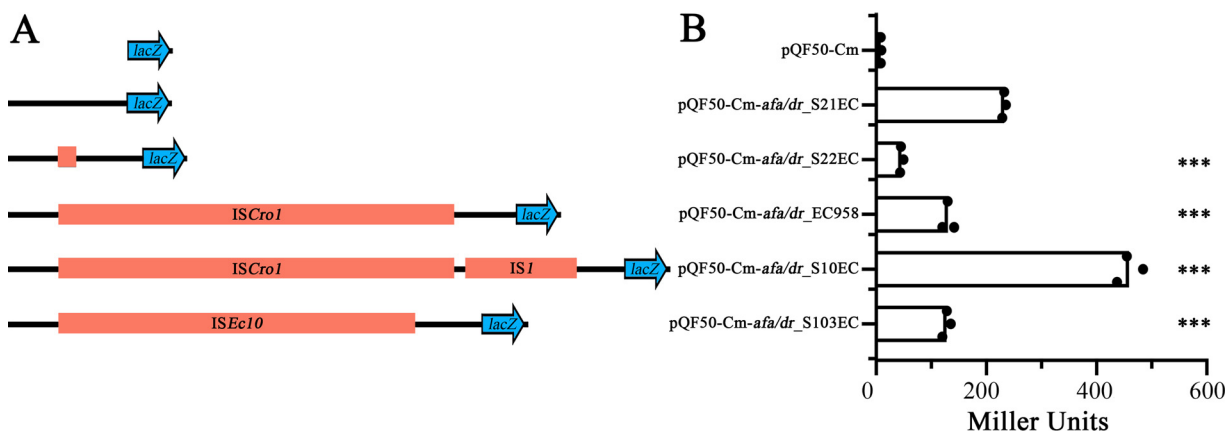 A
lacZ
lacZ
lacZ
ISCro1
lacZ
ISCro1
IS1
lacZ
ISEc10
lacZ
B
pQF50-Cm
pQF50-Cm-afa/dr_S21EC
pQF50-Cm-afa/dr_S22EC
***
pQF50-Cm-afa/dr_EC958
***
pQF50-Cm-afa/dr_S10EC
***
pQF50-Cm-afa/dr_S103EC
***
0 200 400 600
Miller Units